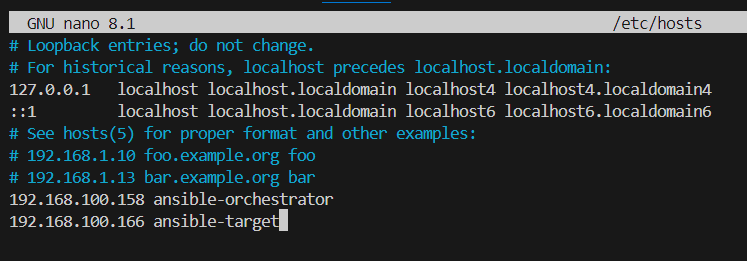 GNU nano 8.1 /etc/hosts
# Loopback entries; do not change.
# For historical reasons, localhost precedes localhost.localdomain:
127.0.0.1   localhost localhost.localdomain localhost4 localhost4.localdomain4
::1         localhost localhost.localdomain localhost6 localhost6.localdomain6
# See hosts(5) for proper format and other examples:
# 192.168.1.10 foo.example.org foo
# 192.168.1.13 bar.example.org bar
192.168.100.158 ansible-orchestrator
192.168.100.166 ansible-target